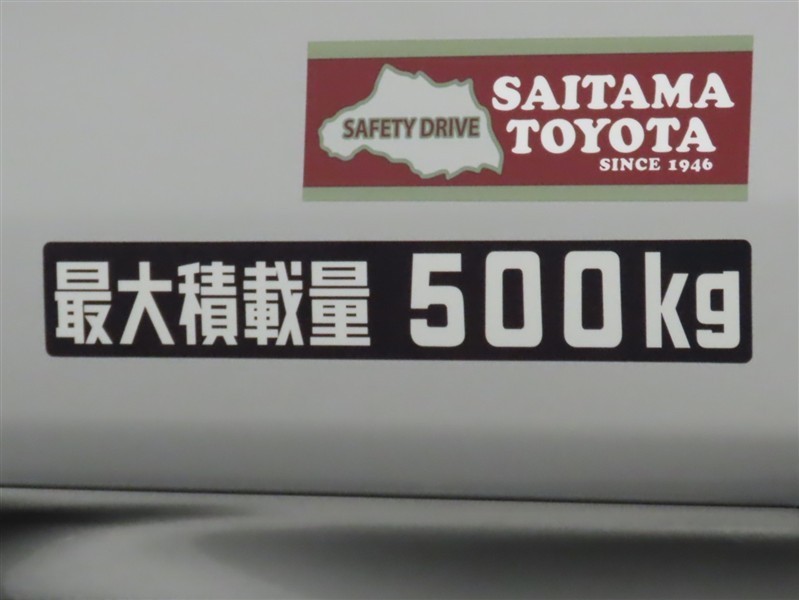 SAFETY DRIVE
SAITAMA
TOYOTA
SINCE 1946
最大積載量 500kg